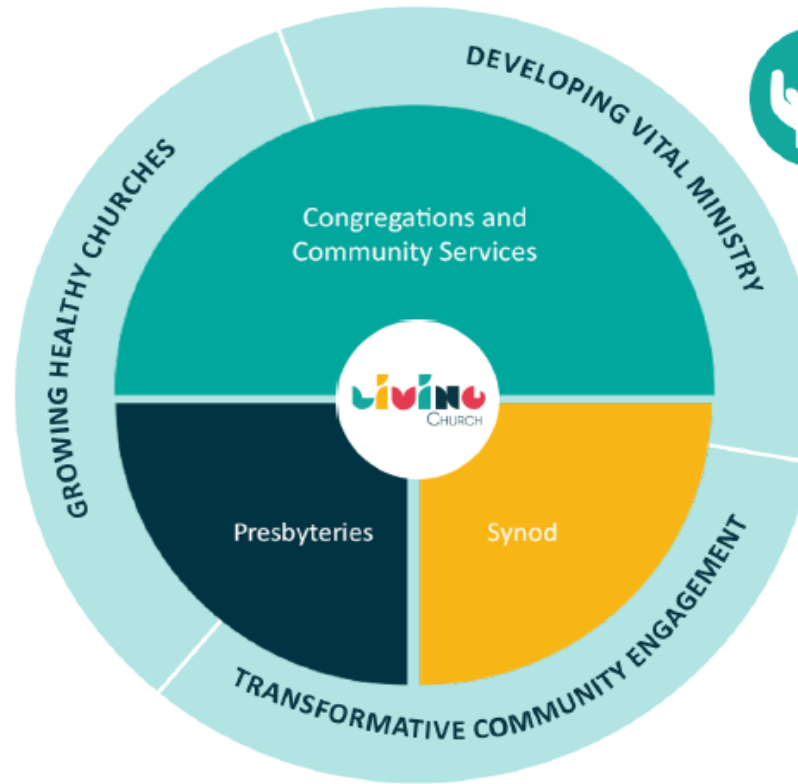 DEVELOPING VITAL MINISTRY
GROWING HEALTHY CHURCHES
Congregations and
Community Services
LIVING
CHURCH
Presbyteries
Synod
TRANSFORMATIVE COMMUNITY ENGAGEMENT